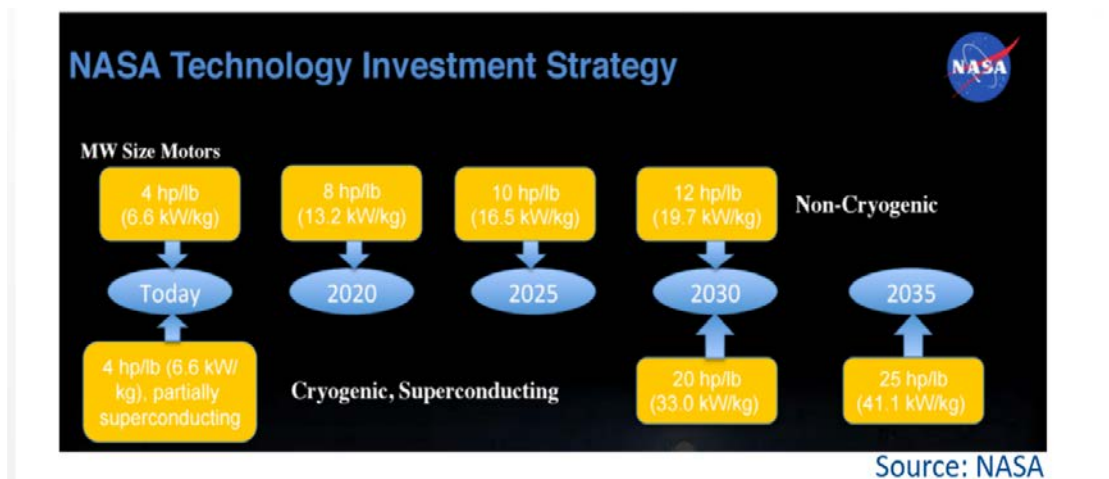 NASA Technology Investment Strategy
NASA
MW Size Motors
4 hp/lb
(6.6 kW/kg)
8 hp/lb
(13.2 kW/kg)
10 hp/lb
(16.5 kW/kg)
12 hp/lb
(19.7 kW/kg)
Non-Cryogenic
Today
2020
2025
2030
2035
4 hp/lb (6.6 kW/
kg), partially
superconducting
Cryogenic, Superconducting
20 hp/lb
(33.0 kW/kg)
25 hp/lb
(41.1 kW/kg)
Source: NASA